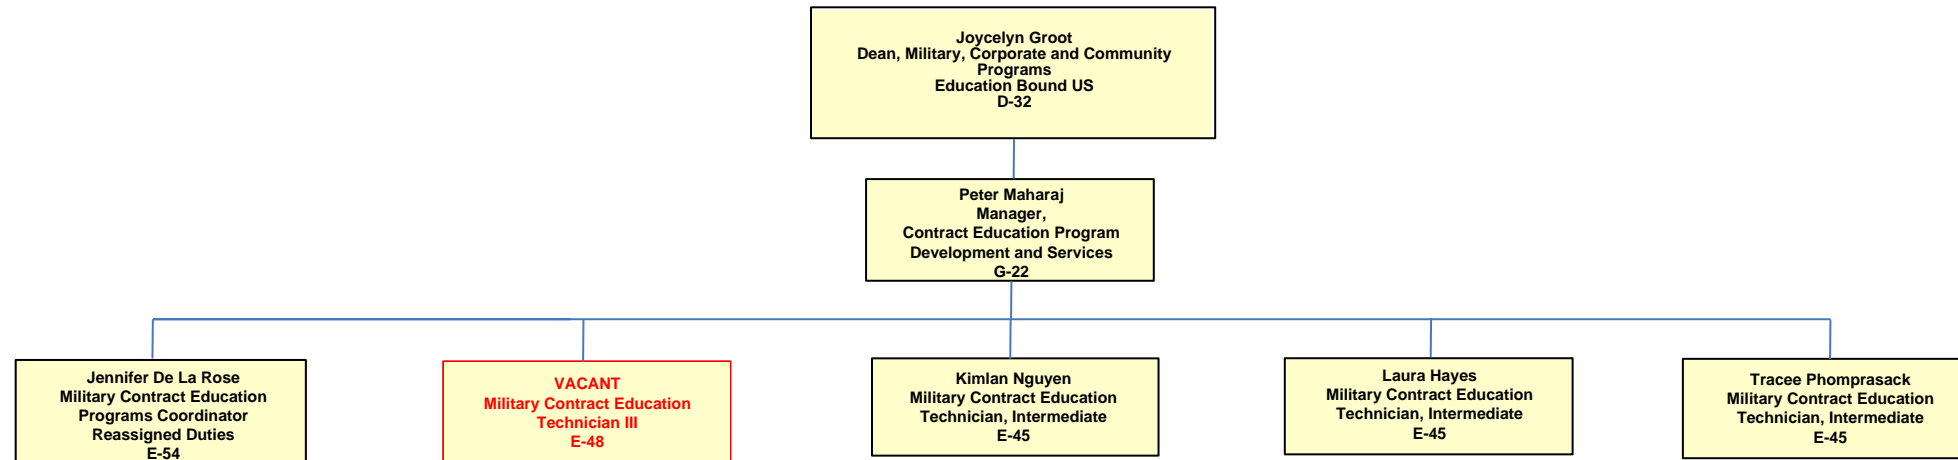 Joycelyn Groot
Dean, Military, Corporate and Community
Programs
Education Bound US
D-32
Peter Maharaj
Manager,
Contract Education Program
Development and Services
G-22
Jennifer De La Rose
Military Contract Education
Programs Coordinator
Reassigned Duties
E-54
VACANT
Military Contract Education
Technician III
E-48
Kimlan Nguyen
Military Contract Education
Technician, Intermediate
E-45
Laura Hayes
Military Contract Education
Technician, Intermediate
E-45
Tracee Phomprasack
Military Contract Education
Technician, Intermediate
E-45